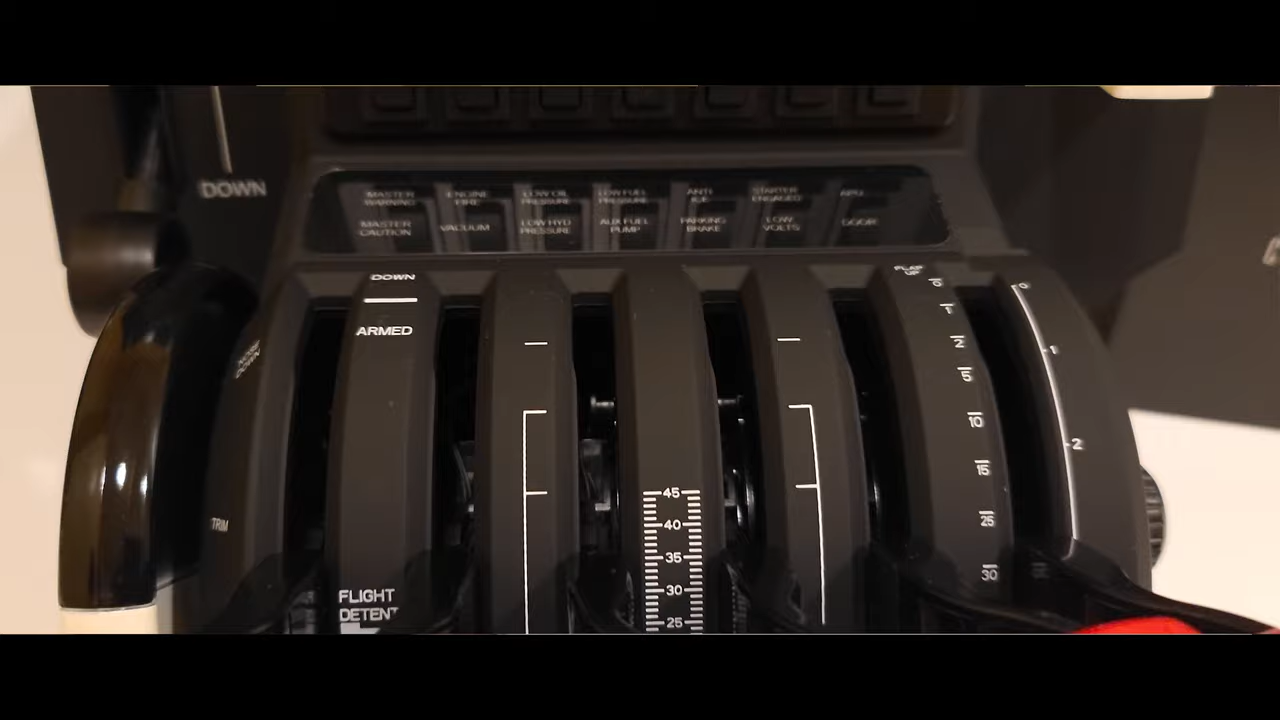 DOWN
MASTER WARNING
ENGINE FIRE
LOW OIL PRESSURE
LOW FUEL PRESSURE
ANTI ICE
STARTER ENGAGED
APU
MASTER CAUTION
VACUUM
LOW HYD PRESSURE
AUX FUEL PUMP
PARKING BRAKE
LOW VOLTS
DOOR
DOWN
ARMED
FLIGHT
DETENT
NOSE
DOWN
TRIM
45
40
35
30
25
FLAP
UP
0
1
2
5
10
15
25
30
0
1
2